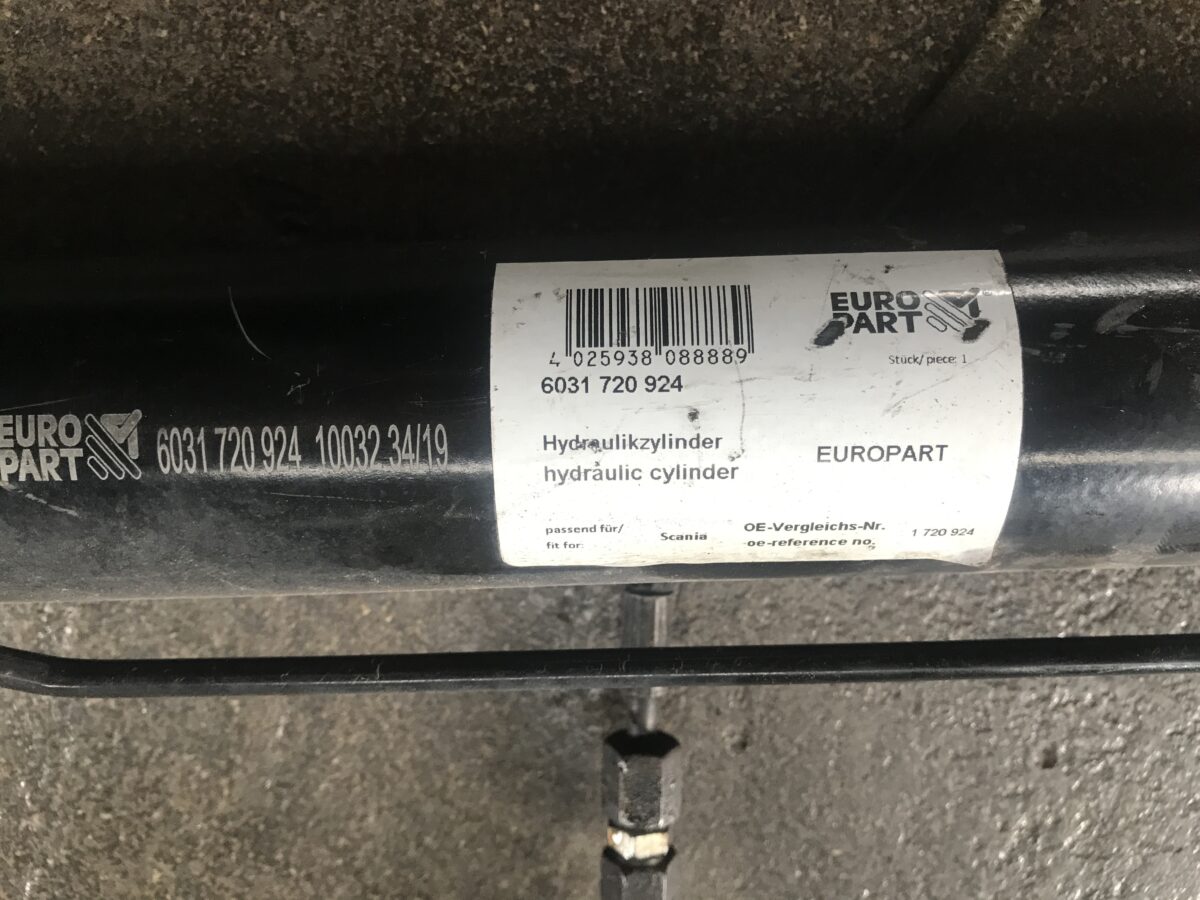 EURO
PART
6031 720 924 10032 34/19
4 025938 088889
6031 720 924
EURO
PART
Stück/ piece: 1
Hydraulikzylinder
hydraulic cylinder
EUROPART
passend für/
fit for:
Scania
OE-Vergleichs-Nr.
oe-reference no.
1 720 924